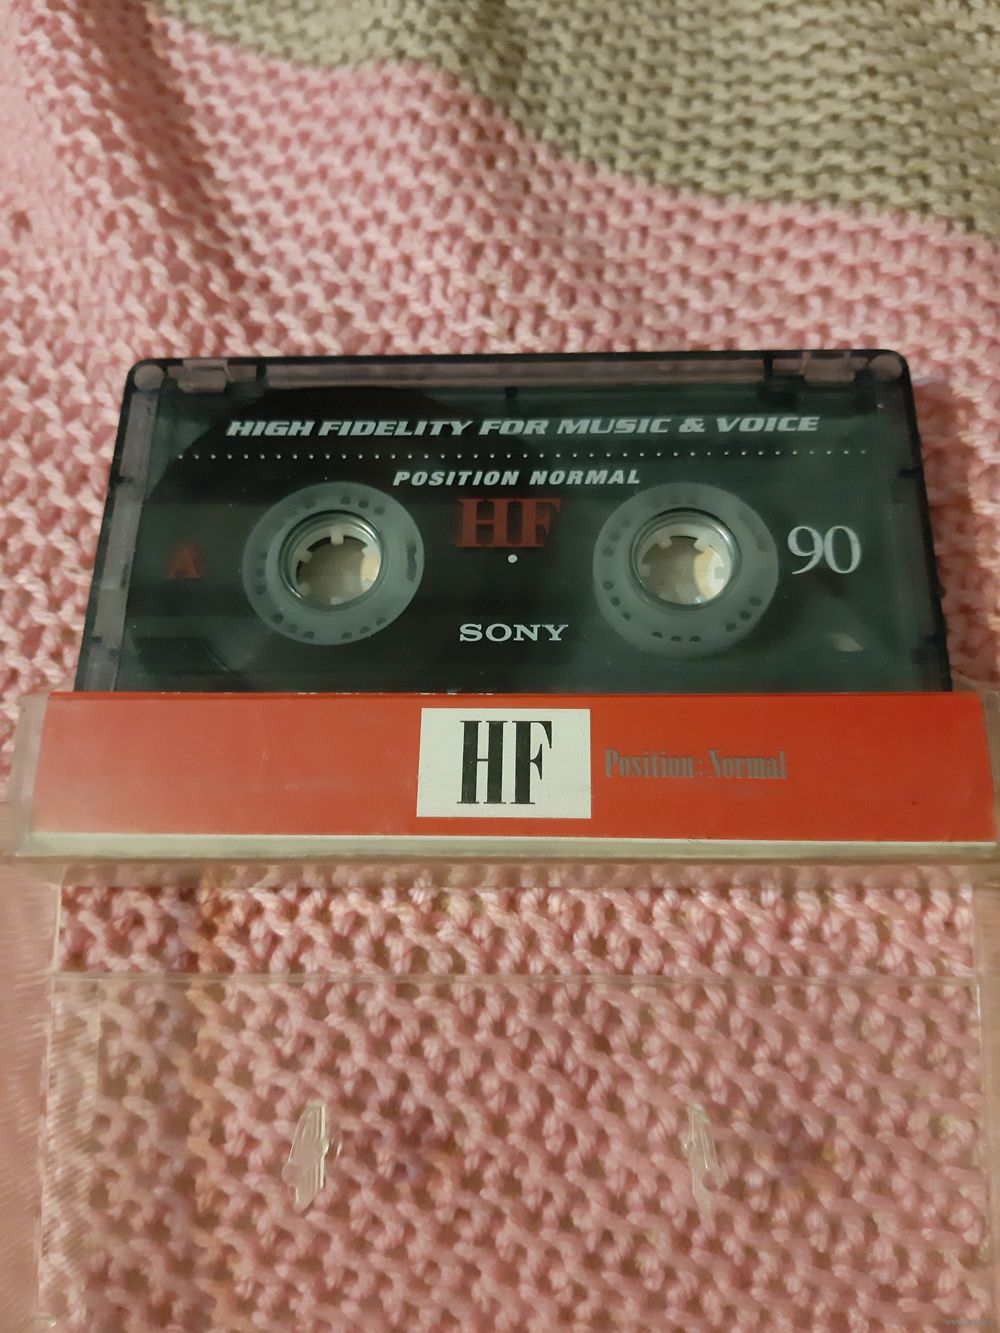 HIGH FIDELITY FOR MUSIC & VOICE
POSITION NORMAL
HF
A
90
SONY
HF
Position : Normal